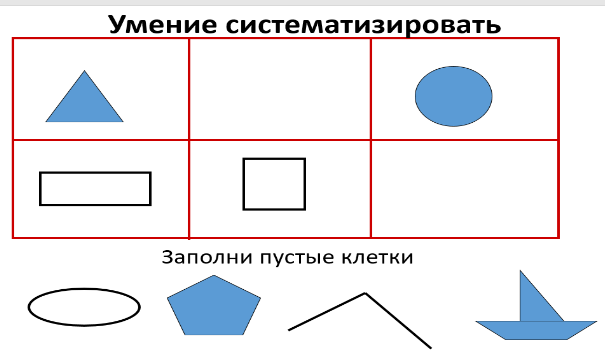 Умение систематизировать
Заполни пустые клетки